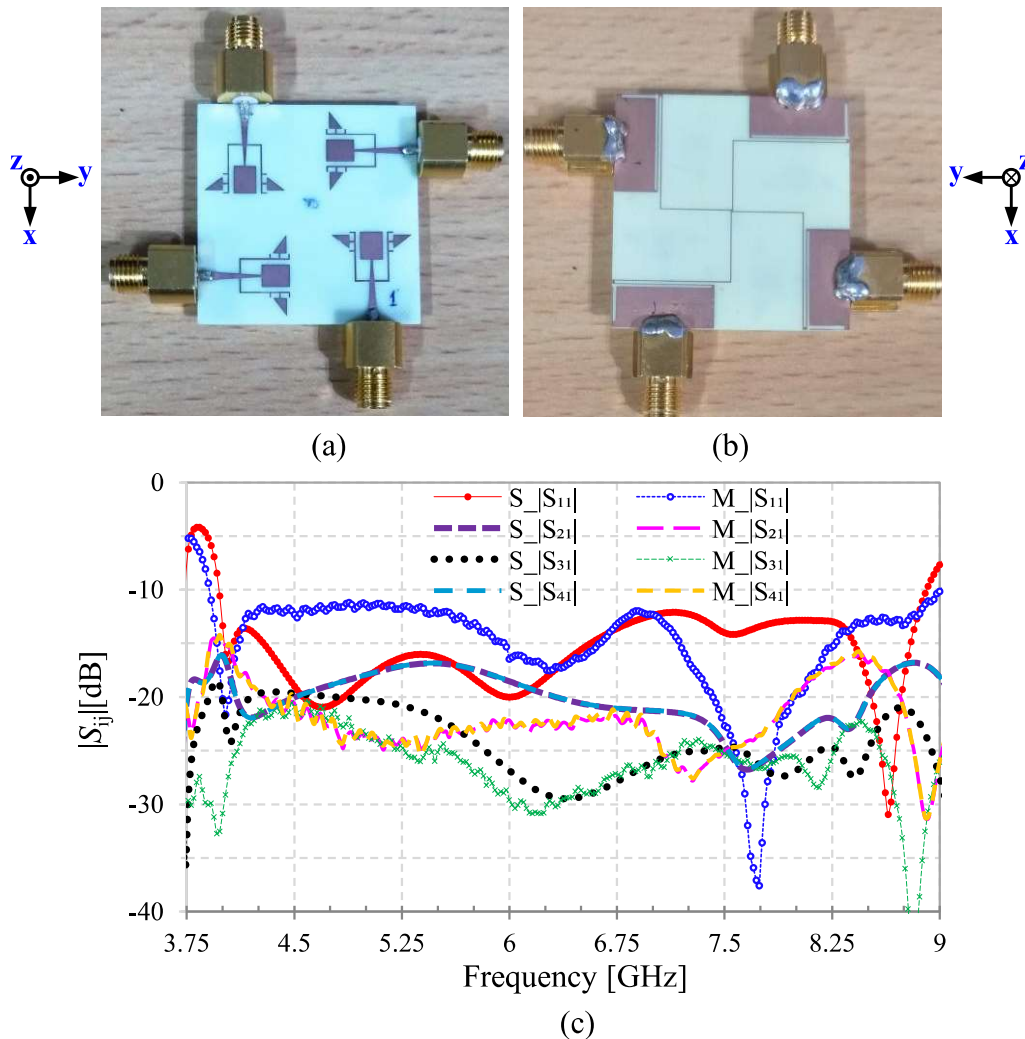 z y
x
1
(a)
z
y
x
(b)
0
-10
-20
-30
-40
|Sij|[dB]
S_|S₁₁| M_|S₁₁|
S_|S₂₁| M_|S₂₁|
S_|S₃₁| M_|S₃₁|
S_|S₄₁| M_|S₄₁|
3.75 4.5 5.25 6 6.75 7.5 8.25 9
Frequency [GHz]
(c)